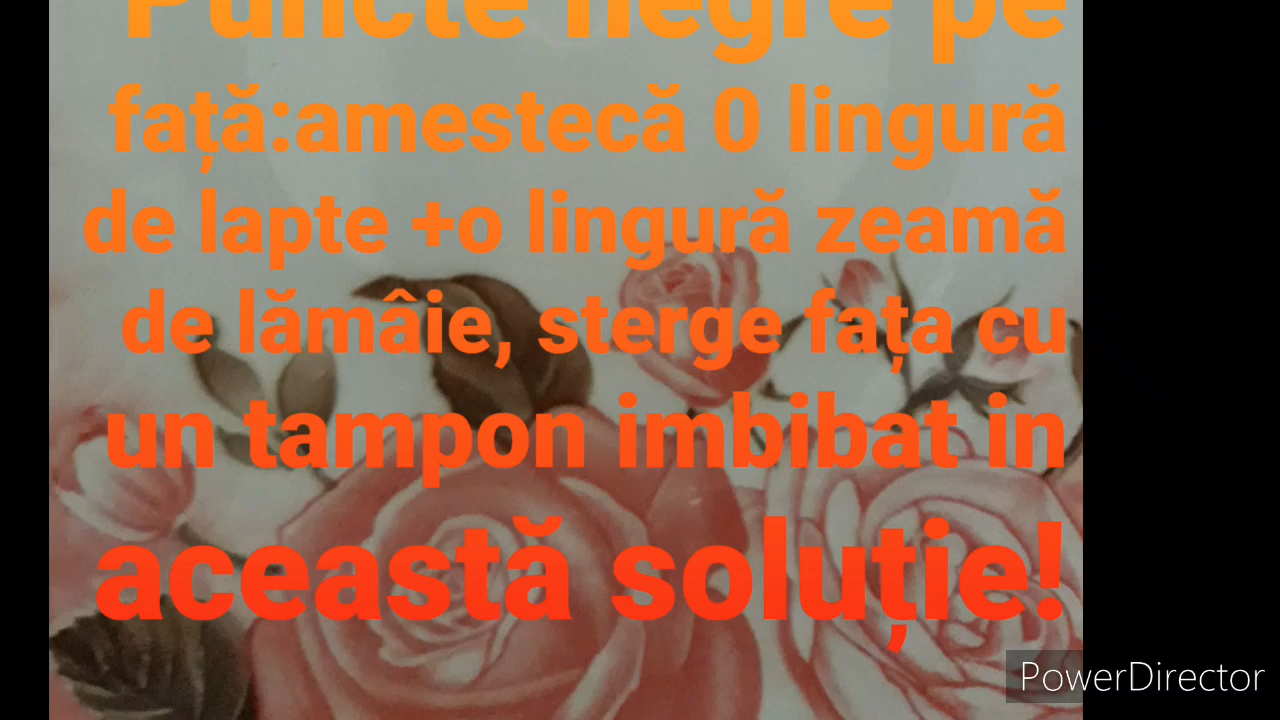 Puncte negre pe
față:amestecă 0 lingură
de lapte +o lingură zeamă
de lămâie, sterge fața cu
un tampon imbibat in
această soluție!
PowerDirector